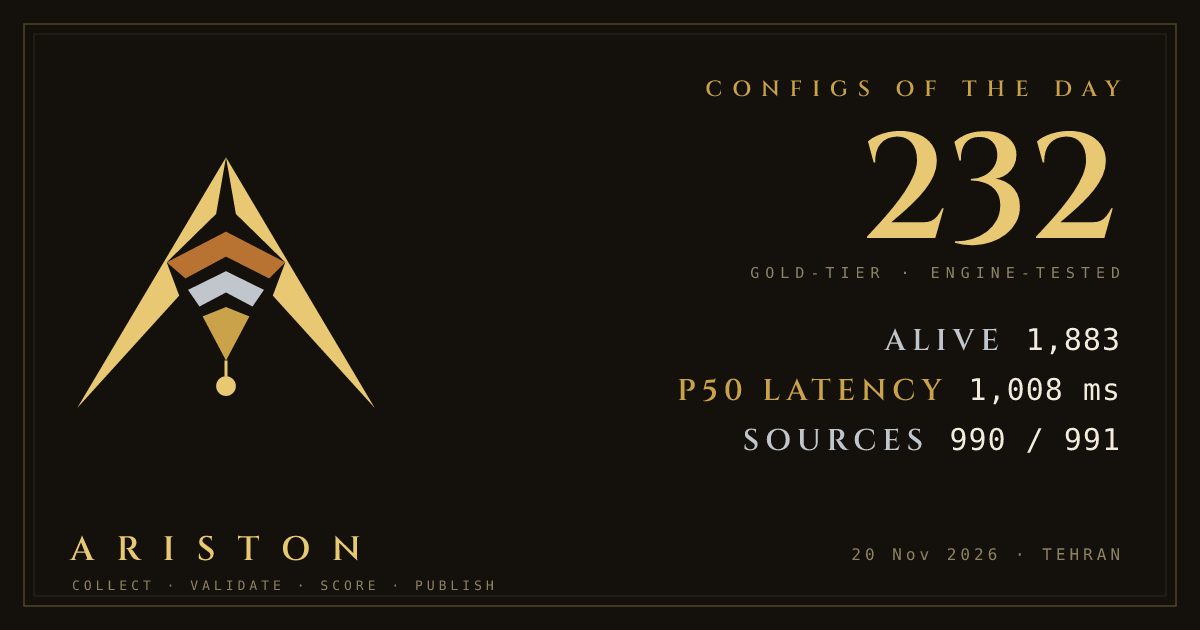 CONFIGS OF THE DAY
232
GOLD-TIER · ENGINE-TESTED
ALIVE 1,883
P50 LATENCY 1,008 ms
SOURCES 990 / 991
ARISTON
COLLECT · VALIDATE · SCORE · PUBLISH
20 Nov 2026 · TEHRAN